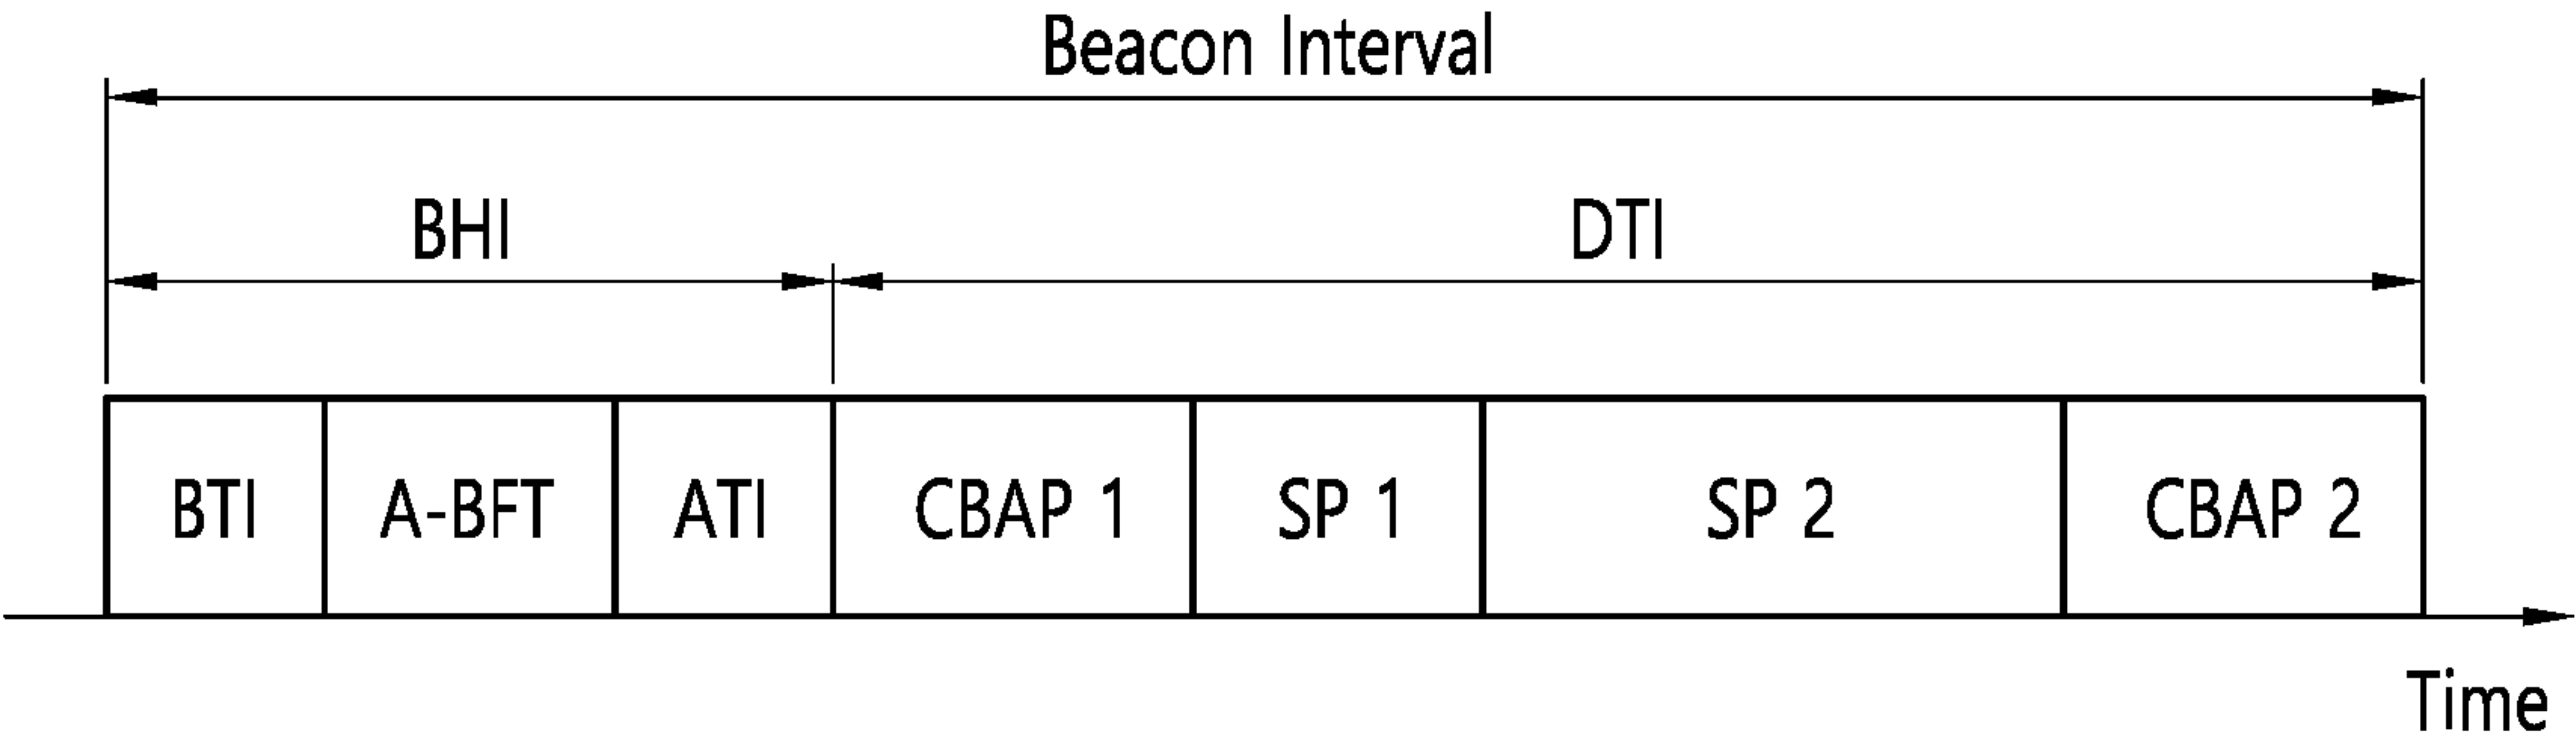 Beacon Interval
BHI DTI
BTI A-BFT ATI CBAP 1 SP 1 SP 2 CBAP 2
Time